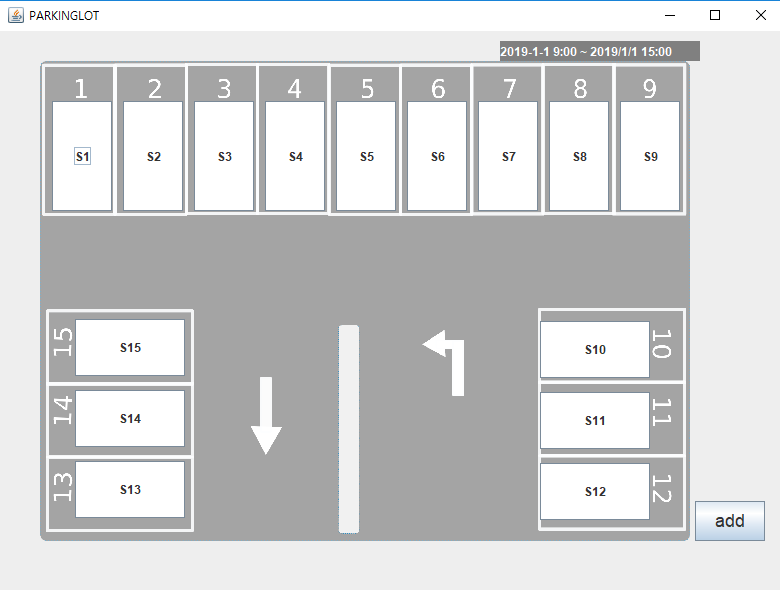 PARKINGLOT
2019-1-1 9:00 ~ 2019/1/1 15:00
1 2 3 4 5 6 7 8 9
S1 S2 S3 S4 S5 S6 S7 S8 S9
15 S15
14 S14
13 S13
S10 10
S11 11
S12 12
add